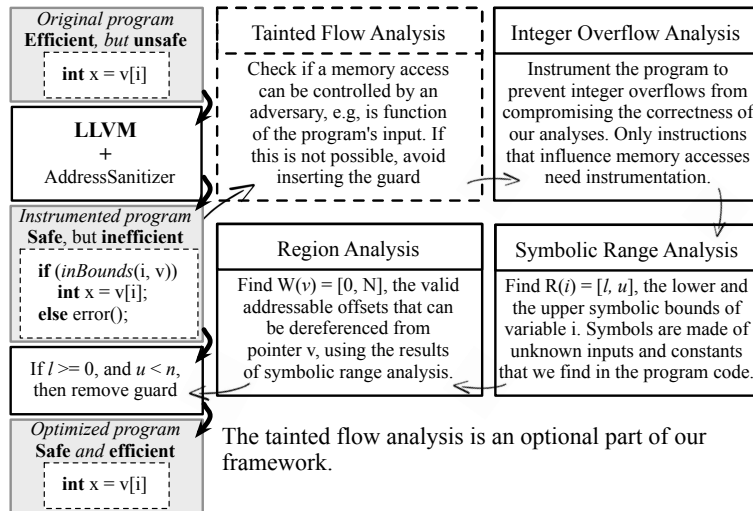 Original program
Efficient, but unsafe
int x = v[i]
LLVM
+
AddressSanitizer
Instrumented program
Safe, but inefficient
if (inBounds(i, v))
int x = v[i];
else error();
If l >= 0, and u < n,
then remove guard
Optimized program
Safe and efficient
int x = v[i]
Tainted Flow Analysis
Check if a memory access
can be controlled by an
adversary, e.g, is function
of the program's input. If
this is not possible, avoid
inserting the guard
Integer Overflow Analysis
Instrument the program to
prevent integer overflows from
compromising the correctness of
our analyses. Only instructions
that influence memory accesses
need instrumentation.
Region Analysis
Find W(v) = [0, N], the valid
addressable offsets that can
be dereferenced from
pointer v, using the results
of symbolic range analysis.
Symbolic Range Analysis
Find R(i) = [l, u], the lower and
the upper symbolic bounds of
variable i. Symbols are made of
unknown inputs and constants
that we find in the program code.
The tainted flow analysis is an optional part of our
framework.